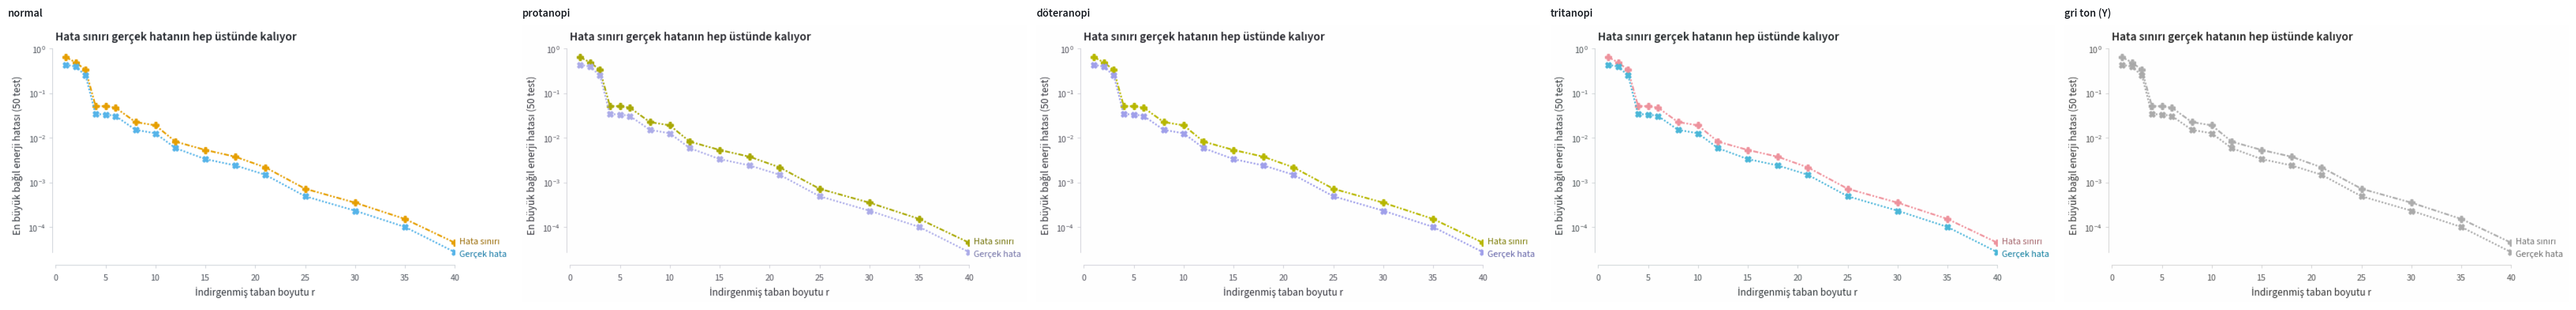 normal
Hata sınırı gerçek hatanın hep üstünde kalıyor
En büyük bağıl enerji hatası (50 test)
10⁰
10⁻¹
10⁻²
10⁻³
10⁻⁴
Hata sınırı
Gerçek hata
0 5 10 15 20 25 30 35 40
İndirgenmiş taban boyutu r
protanopi
Hata sınırı gerçek hatanın hep üstünde kalıyor
En büyük bağıl enerji hatası (50 test)
10⁰
10⁻¹
10⁻²
10⁻³
10⁻⁴
Hata sınırı
Gerçek hata
0 5 10 15 20 25 30 35 40
İndirgenmiş taban boyutu r
döteranopi
Hata sınırı gerçek hatanın hep üstünde kalıyor
En büyük bağıl enerji hatası (50 test)
10⁰
10⁻¹
10⁻²
10⁻³
10⁻⁴
Hata sınırı
Gerçek hata
0 5 10 15 20 25 30 35 40
İndirgenmiş taban boyutu r
tritanopi
Hata sınırı gerçek hatanın hep üstünde kalıyor
En büyük bağıl enerji hatası (50 test)
10⁰
10⁻¹
10⁻²
10⁻³
10⁻⁴
Hata sınırı
Gerçek hata
0 5 10 15 20 25 30 35 40
İndirgenmiş taban boyutu r
gri ton (Y)
Hata sınırı gerçek hatanın hep üstünde kalıyor
En büyük bağıl enerji hatası (50 test)
10⁰
10⁻¹
10⁻²
10⁻³
10⁻⁴
Hata sınırı
Gerçek hata
0 5 10 15 20 25 30 35 40
İndirgenmiş taban boyutu r